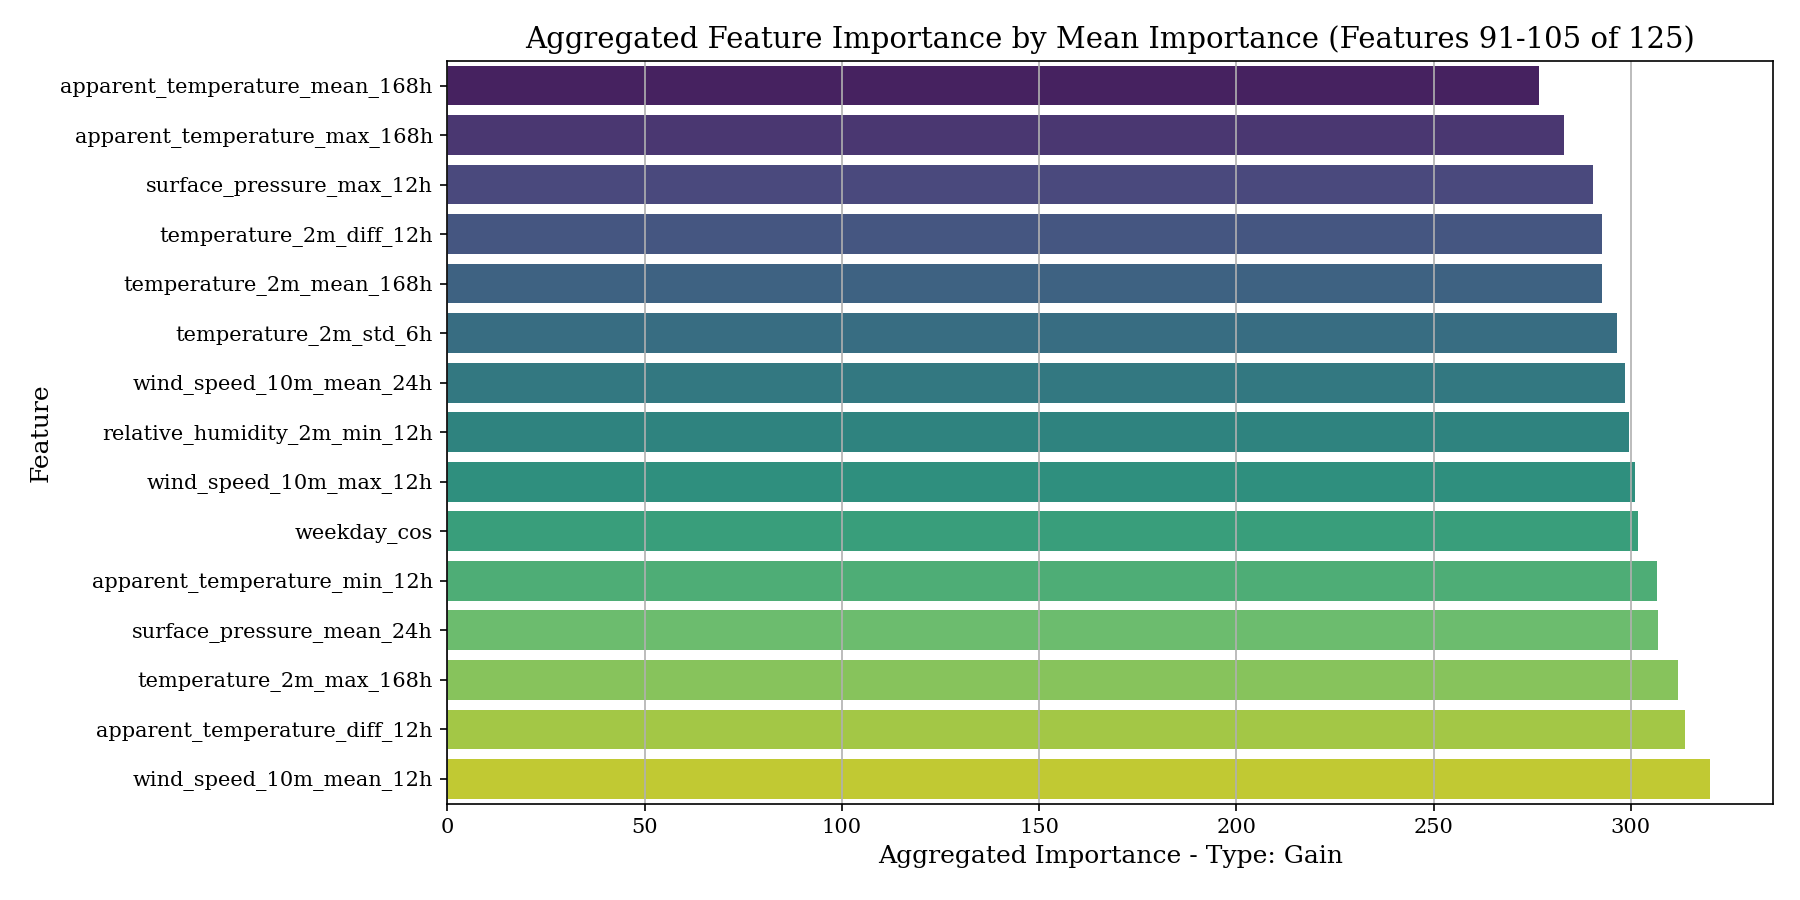 Aggregated Feature Importance by Mean Importance (Features 91-105 of 125)
Feature
apparent_temperature_mean_168h
apparent_temperature_max_168h
surface_pressure_max_12h
temperature_2m_diff_12h
temperature_2m_mean_168h
temperature_2m_std_6h
wind_speed_10m_mean_24h
relative_humidity_2m_min_12h
wind_speed_10m_max_12h
weekday_cos
apparent_temperature_min_12h
surface_pressure_mean_24h
temperature_2m_max_168h
apparent_temperature_diff_12h
wind_speed_10m_mean_12h
0 50 100 150 200 250 300
Aggregated Importance - Type: Gain